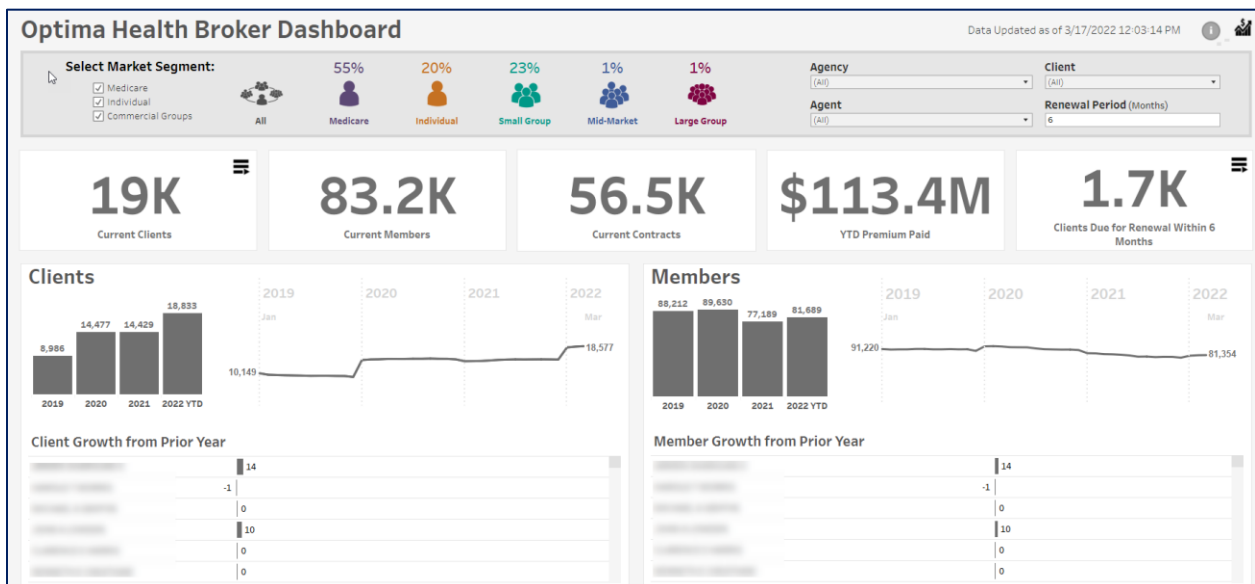 Optima Health Broker Dashboard
Data Updated as of 3/17/2022 12:03:14 PM
Select Market Segment:
Medicare
Individual
Commercial Groups
All
55%
Medicare
20%
Individual
23%
Small Group
1%
Mid-Market
1%
Large Group
Agency
(All)
Client
(All)
Agent
(All)
Renewal Period (Months)
6
19K
Current Clients
83.2K
Current Members
56.5K
Current Contracts
$113.4M
YTD Premium Paid
1.7K
Clients Due for Renewal Within 6
Months
Clients
8,986
14,477
14,429
18,833
2019
2020
2021
2022 YTD
2019
2020
2021
2022
Jan
Mar
10,149
18,577
Client Growth from Prior Year
14
-1
0
10
0
0
Members
88,212
89,630
77,189
81,689
2019
2020
2021
2022 YTD
2019
2020
2021
2022
Jan
Mar
91,220
81,354
Member Growth from Prior Year
14
-1
0
10
0
0